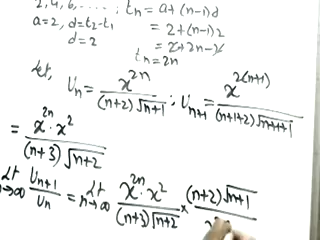 2, 4, 6, .....; tn = a+(n-1)d
a=2, d=t2-t1 = 2+(n-1)2
d=2 = 2+2n-2
tn=2n
Let, Un = x^2n / (n+2)√n+1 ; Un+1 = x^2(n+1) / (n+1+2)√n+1+1
= x^2n . x^2 / (n+3)√n+2
Lt n→∞ Un+1 / Un = Lt n→∞ x^2n . x^2 / (n+3)√n+2 × (n+2)√n+1